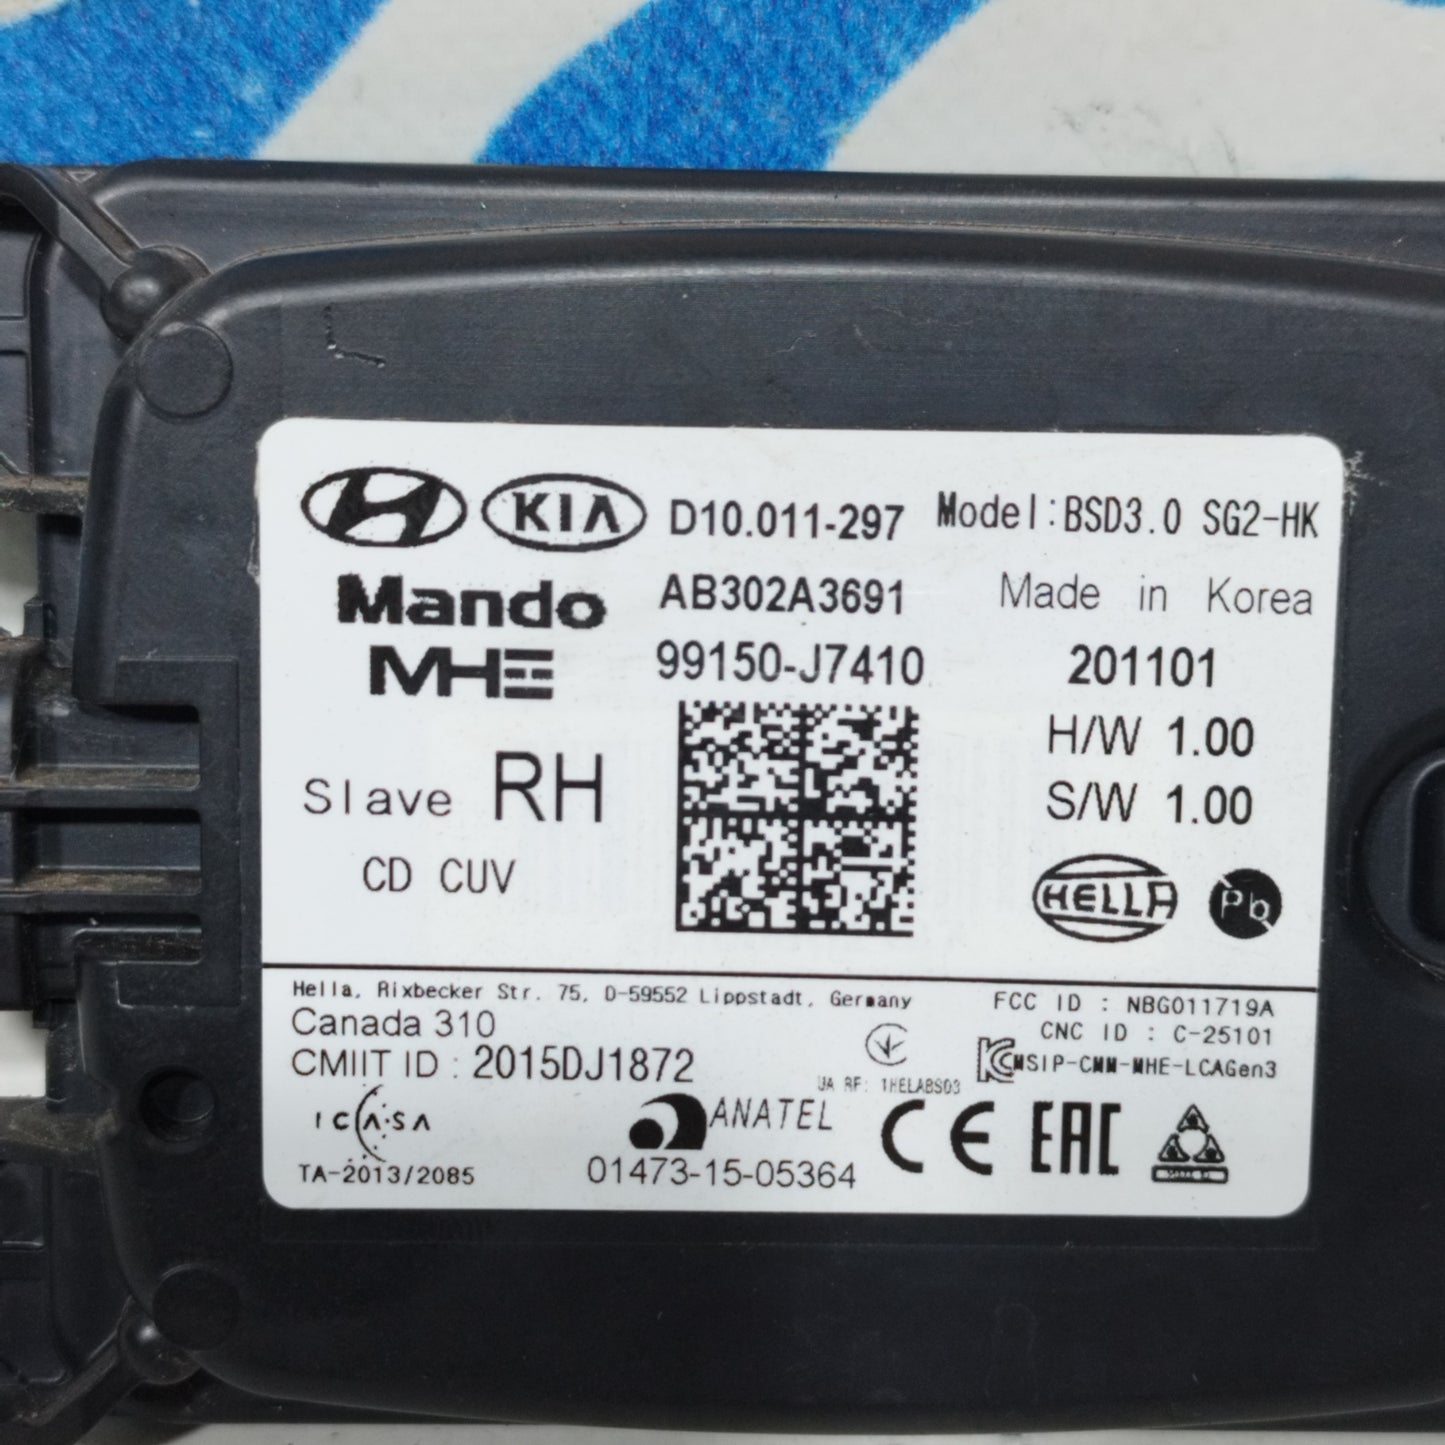 KIA D10.011-297 Model:BSD3.0 SG2-HK
Mando AB302A3691 Made in Korea
MHE 99150-J7410 201101
H/W 1.00
Slave RH S/W 1.00
CD CUV
HELLA Pb
Hella, Rixbecker Str. 75, D-59552 Lippstadt, Germany FCC ID : NBG011719A
Canada 310 CNC ID : C-25101
CMIIT ID : 2015DJ1872 MSIP-CMM-MHE-LCAGen3
UA RF: 1HELABS03
ICASA ANATEL CE EAC
TA-2013/2085 01473-15-05364